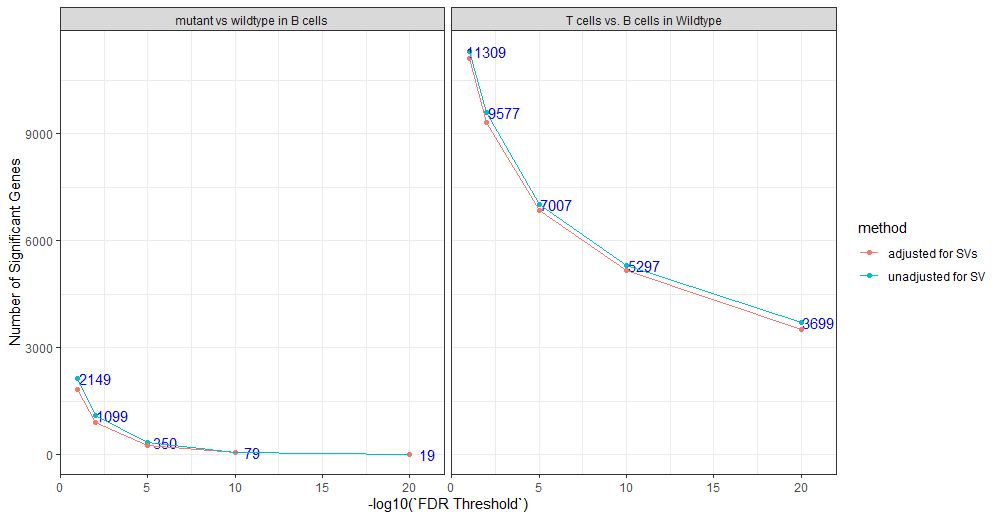 mutant vs wildtype in B cells
T cells vs. B cells in Wildtype
Number of Significant Genes
9000
6000
3000
0
2149
1099
350
79
19
11309
9577
7007
5297
3699
0 5 10 15 20
0 5 10 15 20
-log10(`FDR Threshold`)
method
adjusted for SVs
unadjusted for SV